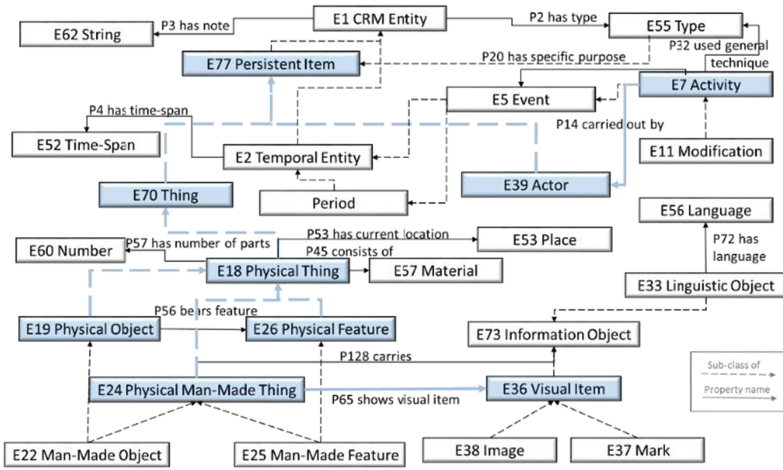 E1 CRM Entity
P3 has note
P2 has type
E62 String
E55 Type
P32 used general
technique
P20 has specific purpose
E77 Persistent Item
E7 Activity
E5 Event
P4 has time-span
P14 carried out by
E52 Time-Span
E2 Temporal Entity
E11 Modification
E70 Thing
E39 Actor
Period
E56 Language
P53 has current location
E53 Place
P57 has number of parts
P45 consists of
E60 Number
P72 has
language
E18 Physical Thing
E57 Material
E33 Linguistic Object
P56 bears feature
E19 Physical Object
E26 Physical Feature
E73 Information Object
P128 carries
Sub-class of
Property name
E24 Physical Man-Made Thing
P65 shows visual item
E36 Visual Item
E22 Man-Made Object
E25 Man-Made Feature
E38 Image
E37 Mark